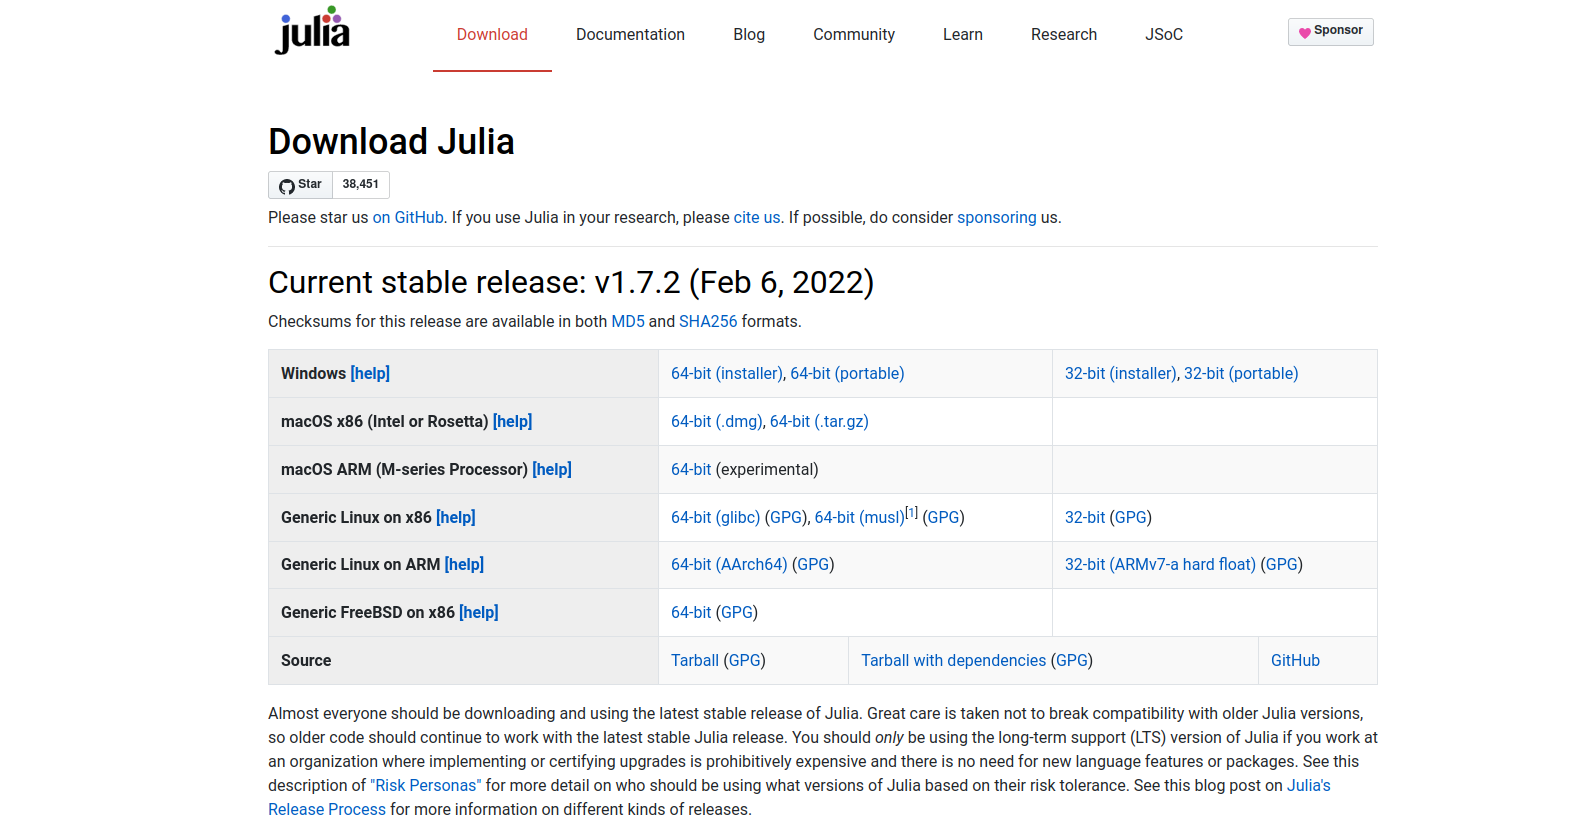 julia
Download Documentation Blog Community Learn Research JSoC Sponsor
Download Julia
Star 38,451
Please star us on GitHub. If you use Julia in your research, please cite us. If possible, do consider sponsoring us.
Current stable release: v1.7.2 (Feb 6, 2022)
Checksums for this release are available in both MD5 and SHA256 formats.
Windows [help] 64-bit (installer), 64-bit (portable) 32-bit (installer), 32-bit (portable)
macOS x86 (Intel or Rosetta) [help] 64-bit (.dmg), 64-bit (.tar.gz)
macOS ARM (M-series Processor) [help] 64-bit (experimental)
Generic Linux on x86 [help] 64-bit (glibc) (GPG), 64-bit (musl)[1] (GPG) 32-bit (GPG)
Generic Linux on ARM [help] 64-bit (AArch64) (GPG) 32-bit (ARMv7-a hard float) (GPG)
Generic FreeBSD on x86 [help] 64-bit (GPG)
Source Tarball (GPG) Tarball with dependencies (GPG) GitHub
Almost everyone should be downloading and using the latest stable release of Julia. Great care is taken not to break compatibility with older Julia versions,
so older code should continue to work with the latest stable Julia release. You should only be using the long-term support (LTS) version of Julia if you work at
an organization where implementing or certifying upgrades is prohibitively expensive and there is no need for new language features or packages. See this
description of "Risk Personas" for more detail on who should be using what versions of Julia based on their risk tolerance. See this blog post on Julia's
Release Process for more information on different kinds of releases.